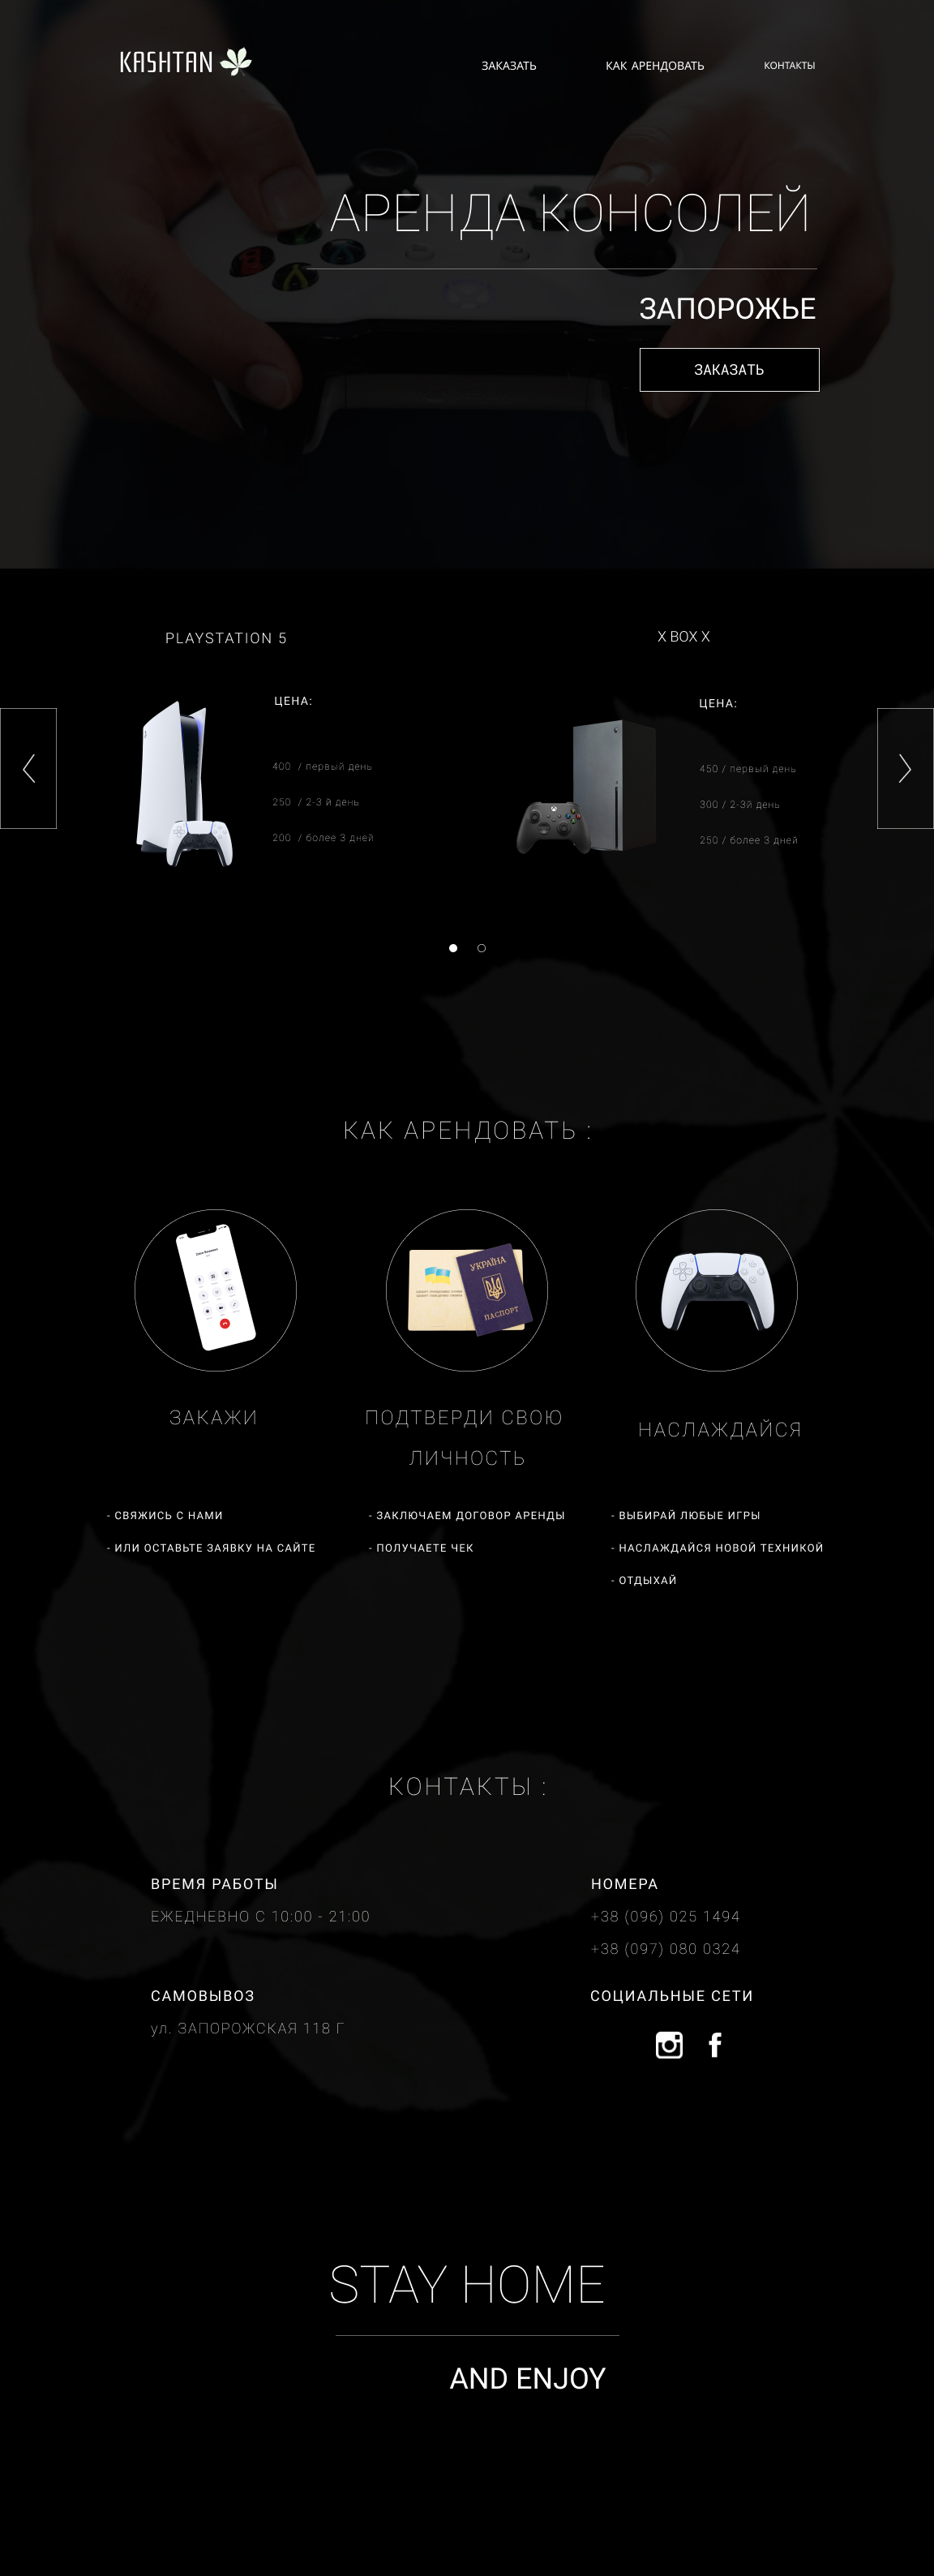 KASHTAN
ЗАКАЗАТЬ
КАК АРЕНДОВАТЬ
КОНТАКТЫ
АРЕНДА КОНСОЛЕЙ
ЗАПОРОЖЬЕ
ЗАКАЗАТЬ
PLAYSTATION 5
ЦЕНА:
400 / первый день
250 / 2-3 й день
200 / более 3 дней
X BOX X
ЦЕНА:
450 / первый день
300 / 2-3й день
250 / более 3 дней
КАК АРЕНДОВАТЬ :
УКРАЇНА
ПАСПОРТ
ЗАКАЖИ
- СВЯЖИСЬ С НАМИ
- ИЛИ ОСТАВЬТЕ ЗАЯВКУ НА САЙТЕ
ПОДТВЕРДИ СВОЮ
ЛИЧНОСТЬ
- ЗАКЛЮЧАЕМ ДОГОВОР АРЕНДЫ
- ПОЛУЧАЕТЕ ЧЕК
НАСЛАЖДАЙСЯ
- ВЫБИРАЙ ЛЮБЫЕ ИГРЫ
- НАСЛАЖДАЙСЯ НОВОЙ ТЕХНИКОЙ
- ОТДЫХАЙ
КОНТАКТЫ :
ВРЕМЯ РАБОТЫ
ЕЖЕДНЕВНО С 10:00 - 21:00
САМОВЫВОЗ
ул. ЗАПОРОЖСКАЯ 118 Г
НОМЕРА
+38 (096) 025 1494
+38 (097) 080 0324
СОЦИАЛЬНЫЕ СЕТИ
STAY HOME
AND ENJOY